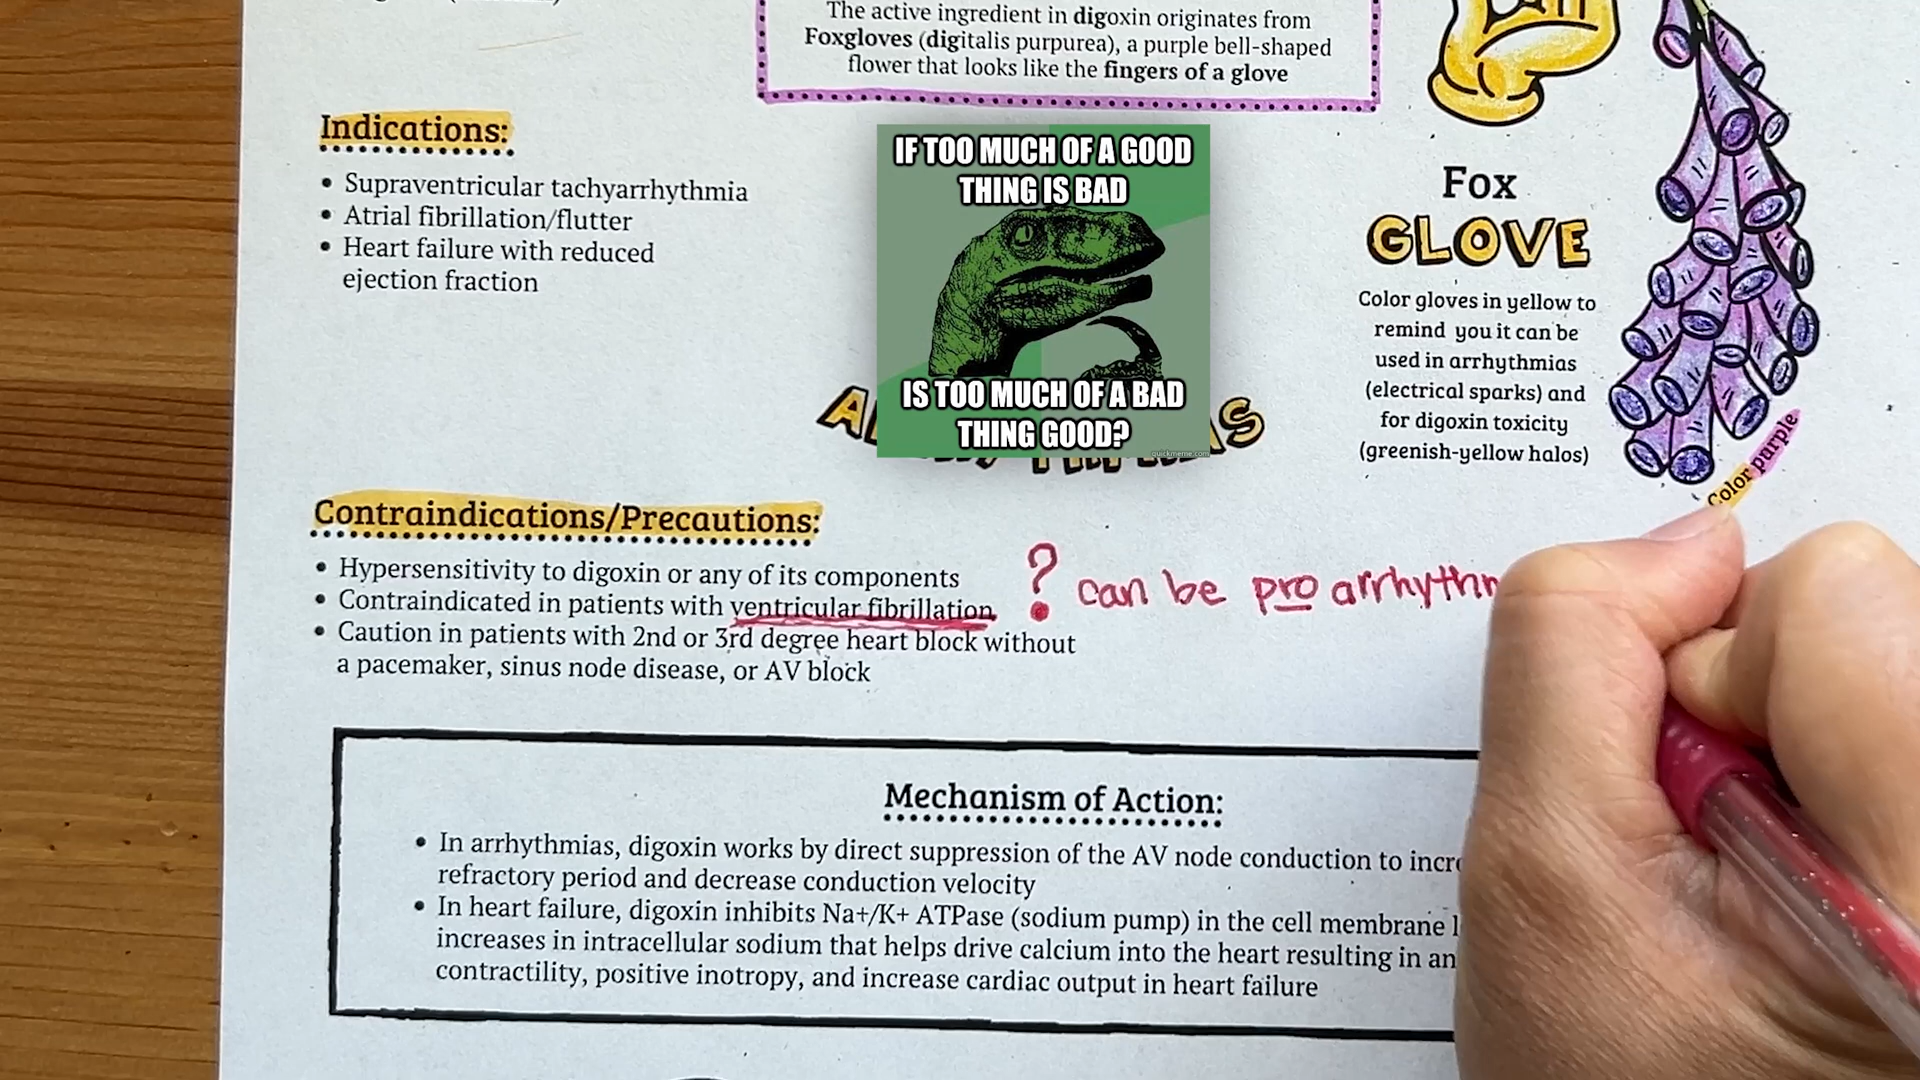 The active ingredient in digoxin originates from
Foxgloves (digitalis purpurea), a purple bell-shaped
flower that looks like the fingers of a glove
Indications:
• Supraventricular tachyarrhythmia
• Atrial fibrillation/flutter
• Heart failure with reduced
ejection fraction
IF TOO MUCH OF A GOOD
THING IS BAD
IS TOO MUCH OF A BAD
THING GOOD?
quickmeme.com
Fox
GLOVE
Color gloves in yellow to
remind you it can be
used in arrhythmias
(electrical sparks) and
for digoxin toxicity
(greenish-yellow halos)
Color purple
Contraindications/Precautions:
• Hypersensitivity to digoxin or any of its components
• Contraindicated in patients with ventricular fibrillation
• Caution in patients with 2nd or 3rd degree heart block without
a pacemaker, sinus node disease, or AV block
? can be pro arrhythm
Mechanism of Action:
• In arrhythmias, digoxin works by direct suppression of the AV node conduction to incre
refractory period and decrease conduction velocity
• In heart failure, digoxin inhibits Na+/K+ ATPase (sodium pump) in the cell membrane
increases in intracellular sodium that helps drive calcium into the heart resulting in an
contractility, positive inotropy, and increase cardiac output in heart failure